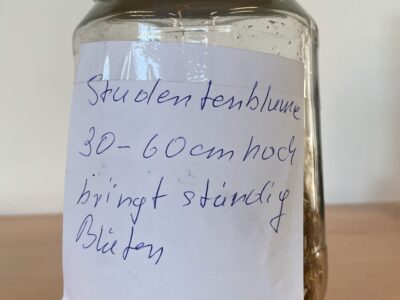 Studentenblume
30-60cm hoch
bringt ständig
Blüten